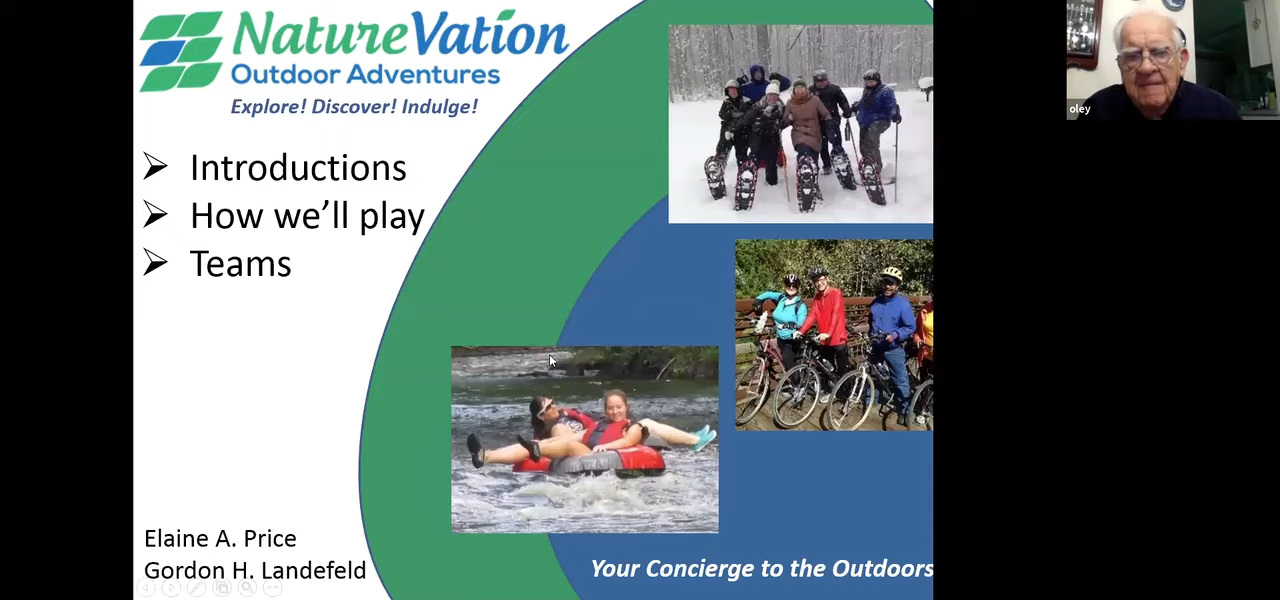 NatureVation
Outdoor Adventures
Explore! Discover! Indulge!
Introductions
How we'll play
Teams
Elaine A. Price
Gordon H. Landefeld
Your Concierge to the Outdoors
oley